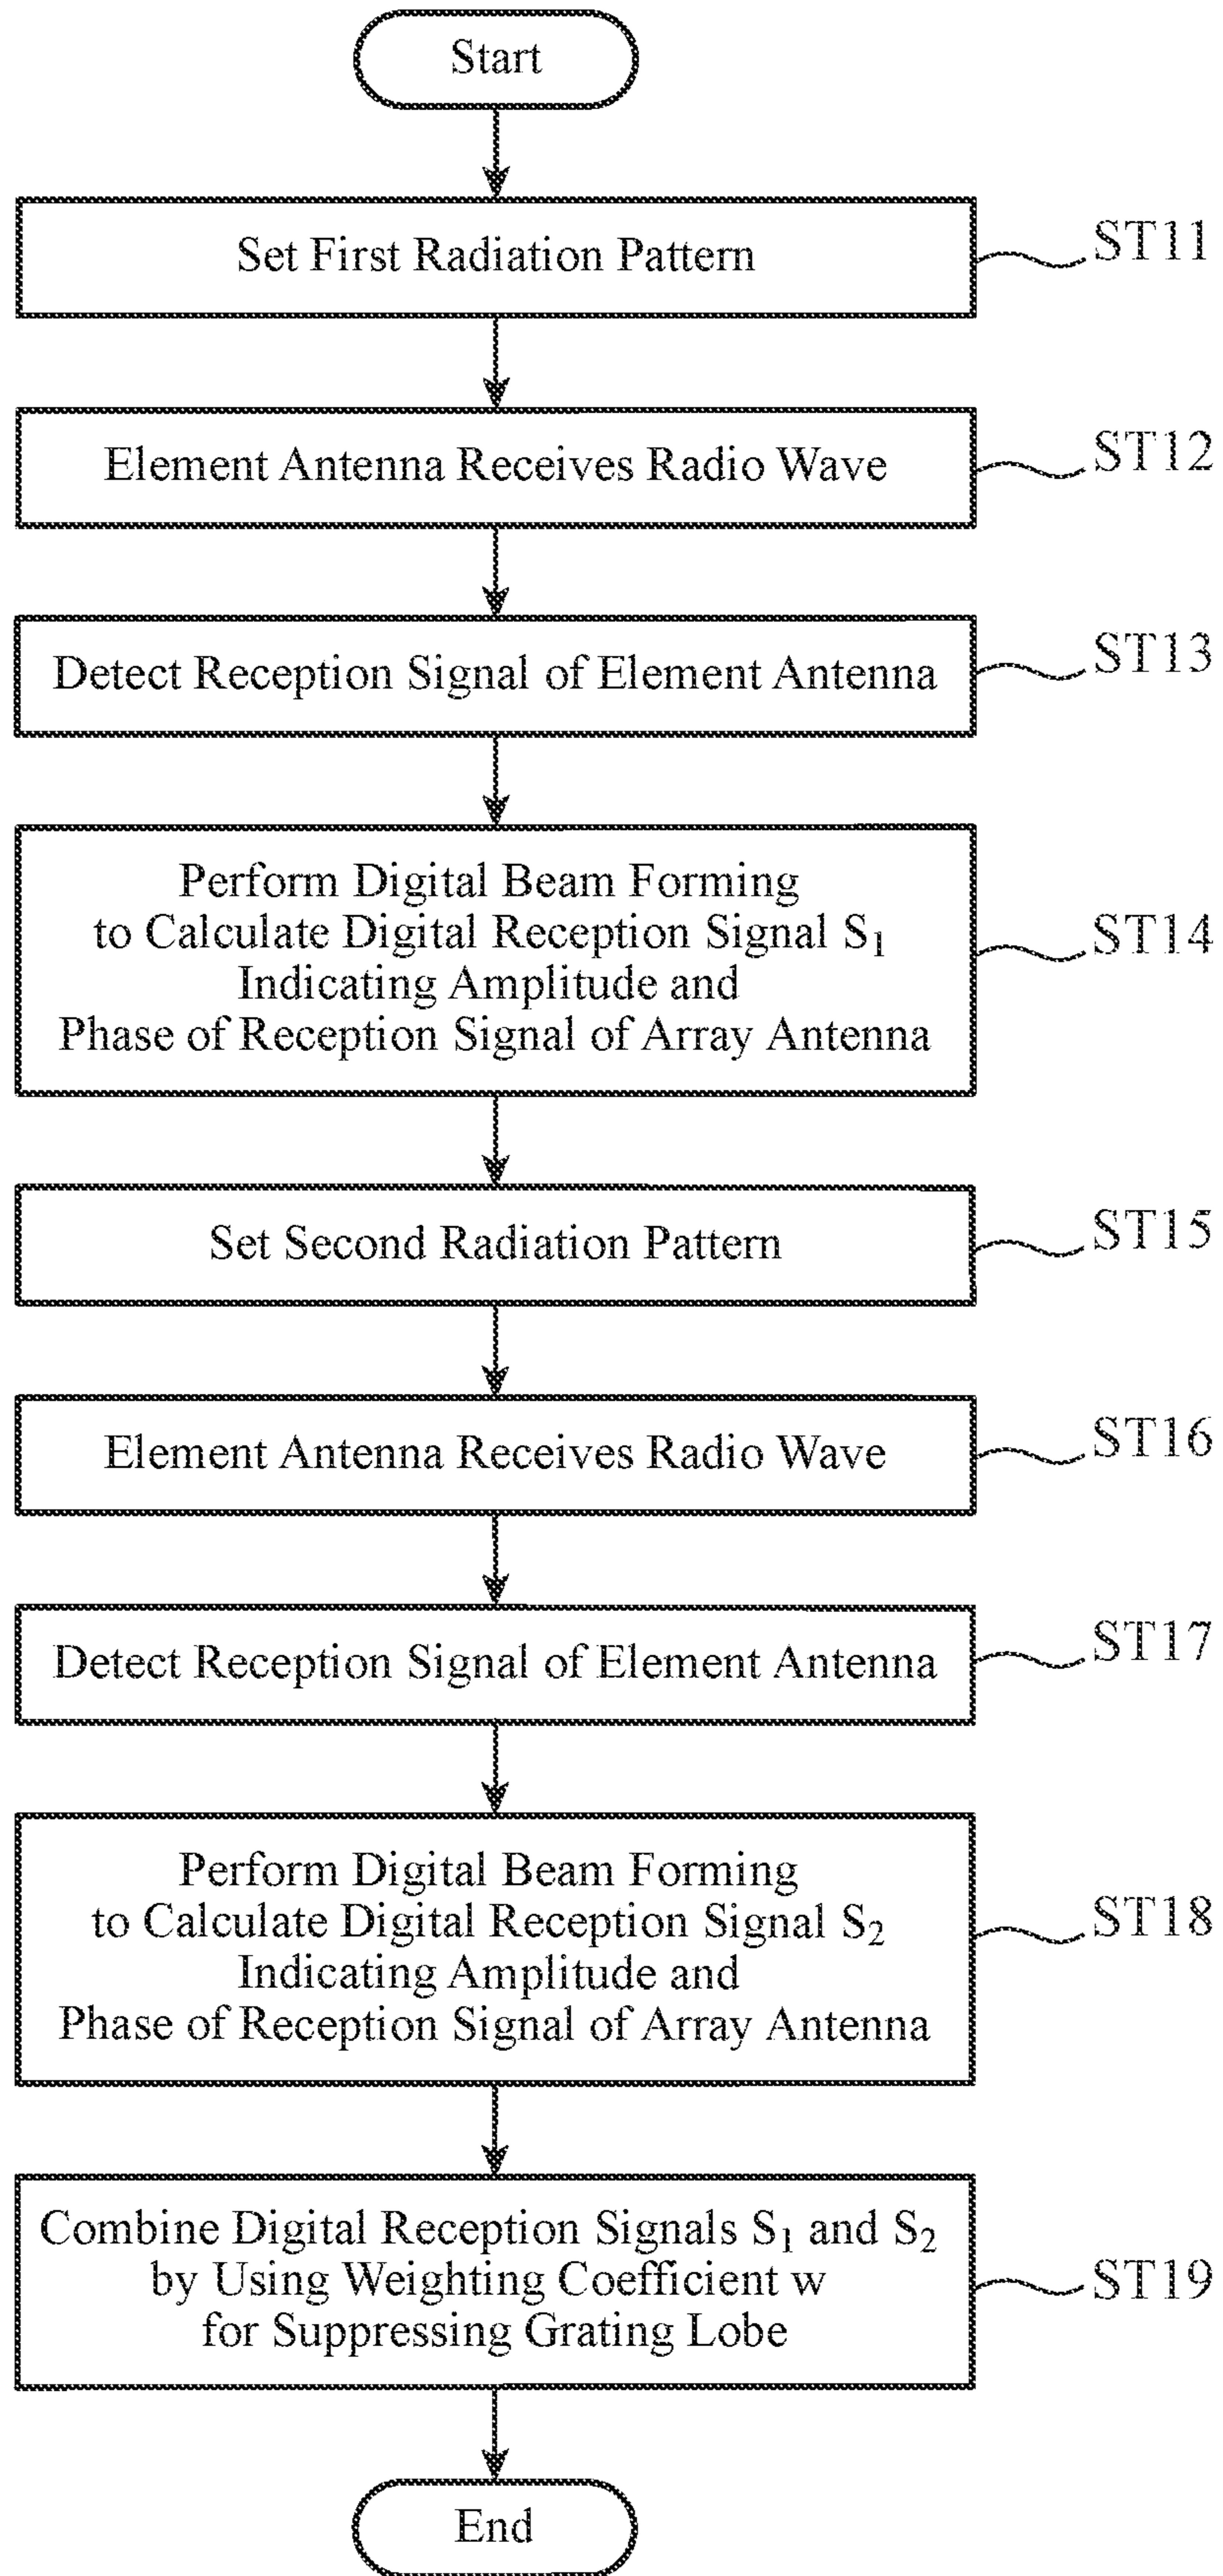 Start
Set First Radiation Pattern
ST11
Element Antenna Receives Radio Wave
ST12
Detect Reception Signal of Element Antenna
ST13
Perform Digital Beam Forming
to Calculate Digital Reception Signal S₁
Indicating Amplitude and
Phase of Reception Signal of Array Antenna
ST14
Set Second Radiation Pattern
ST15
Element Antenna Receives Radio Wave
ST16
Detect Reception Signal of Element Antenna
ST17
Perform Digital Beam Forming
to Calculate Digital Reception Signal S₂
Indicating Amplitude and
Phase of Reception Signal of Array Antenna
ST18
Combine Digital Reception Signals S₁ and S₂
by Using Weighting Coefficient w
for Suppressing Grating Lobe
ST19
End